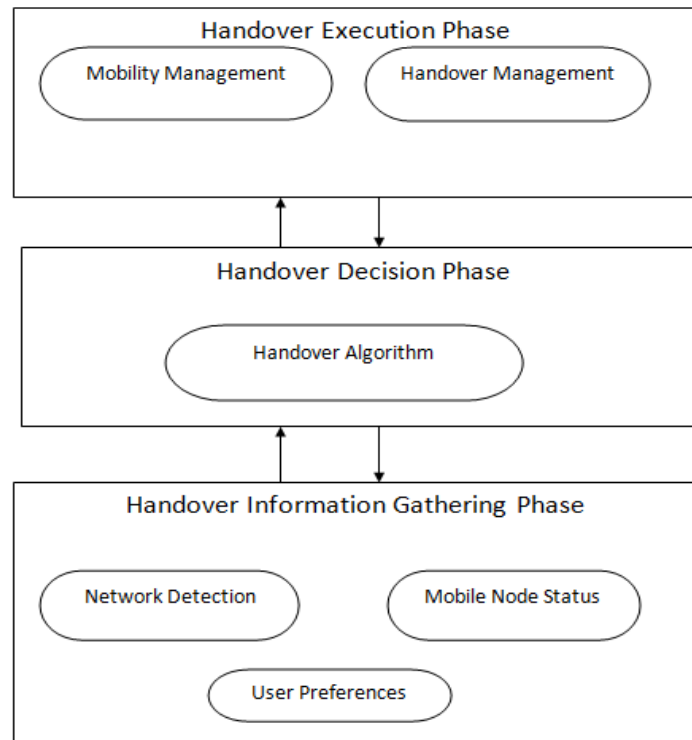 Handover Execution Phase
Mobility Management
Handover Management
Handover Decision Phase
Handover Algorithm
Handover Information Gathering Phase
Network Detection
Mobile Node Status
User Preferences